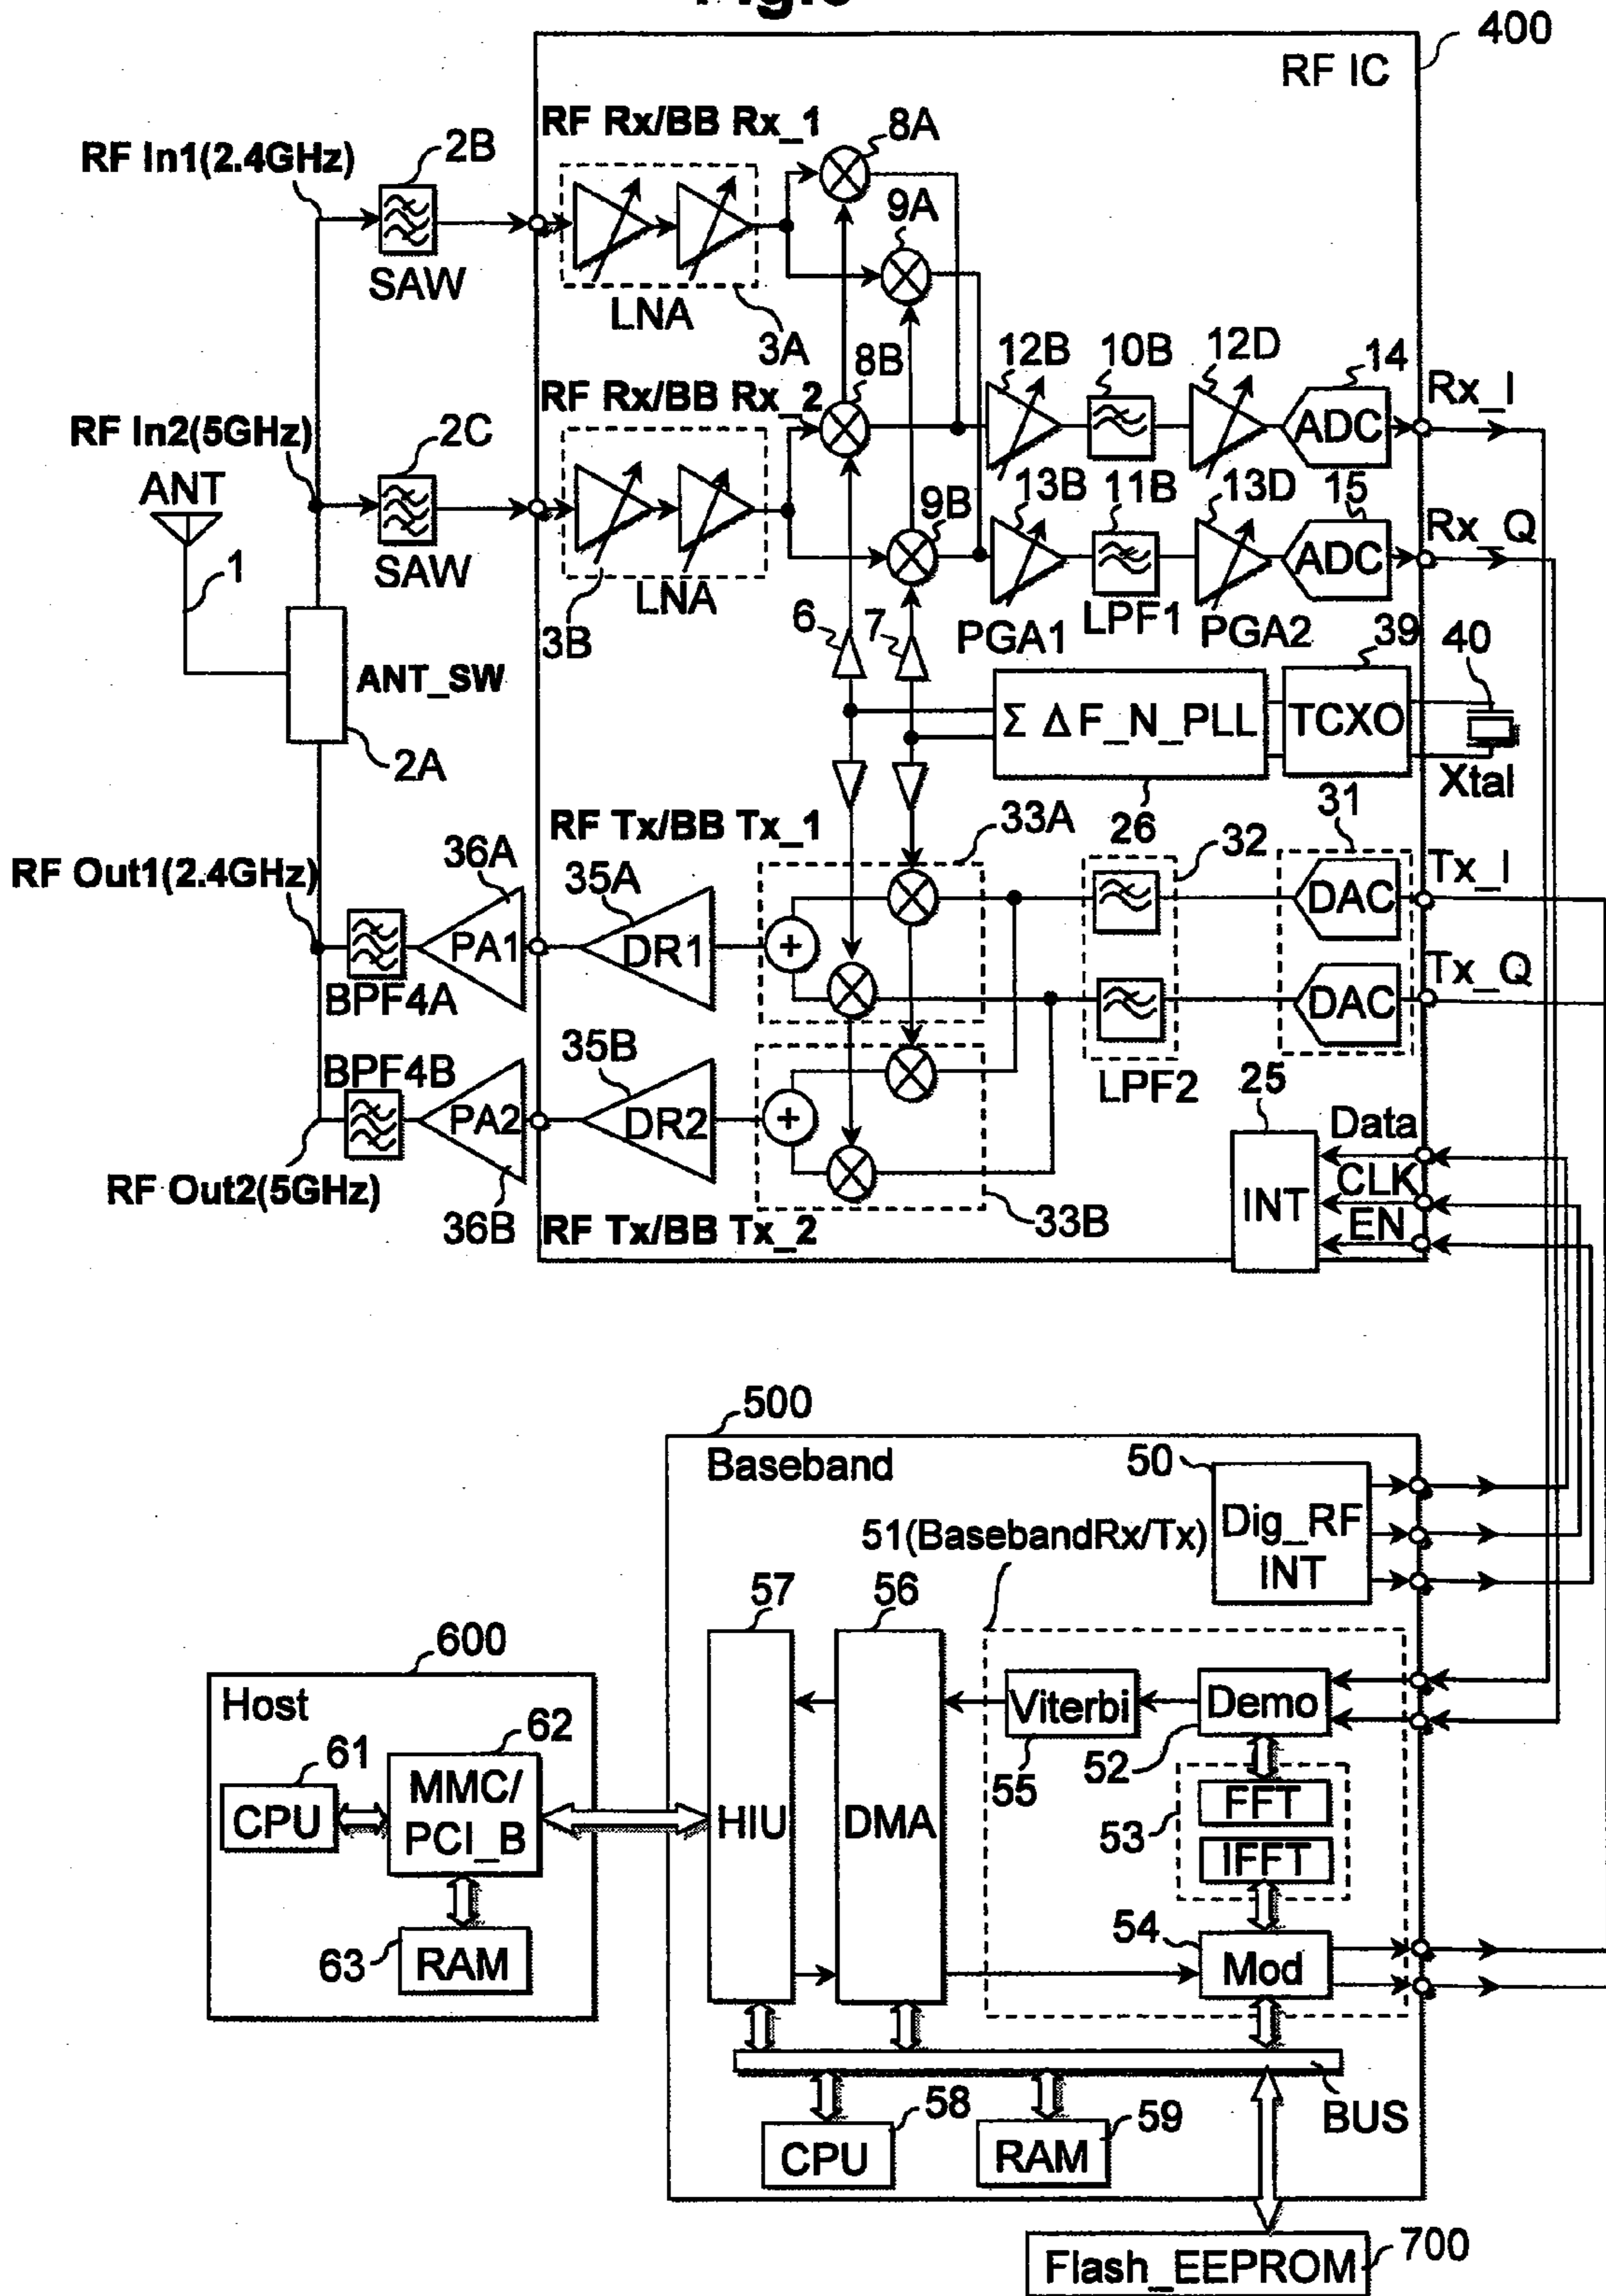 400
RF IC
RF Rx/BB Rx_1
8A
RF In1(2.4GHz)
2B
9A
SAW
LNA
3A
12B
10B
12D
14
8B
Rx_I
RF Rx/BB Rx_2
RF In2(5GHz)
2C
ADC
ANT
13B
11B
13D
15
9B
Rx_Q
SAW
ADC
1
LNA
6
7
LPF1
3B
PGA1
PGA2
39
40
ANT_SW
Σ ΔF_N_PLL
TCXO
2A
Xtal
31
RF Tx/BB Tx_1
33A
26
32
36A
RF Out1(2.4GHz)
35A
Tx_I
DAC
PA1
DR1
+
Tx_Q
BPF4A
DAC
35B
BPF4B
LPF2
25
PA2
DR2
+
Data
CLK
RF Out2(5GHz)
INT
EN
36B
RF Tx/BB Tx_2
33B
500
Baseband
50
51(BasebandRx/Tx)
Dig_RF
INT
57
56
600
Host
Viterbi
Demo
62
61
52
55
MMC/
PCI_B
CPU
HIU
DMA
FFT
53
IFFT
54
63
RAM
Mod
58
59
BUS
CPU
RAM
700
Flash_EEPROM